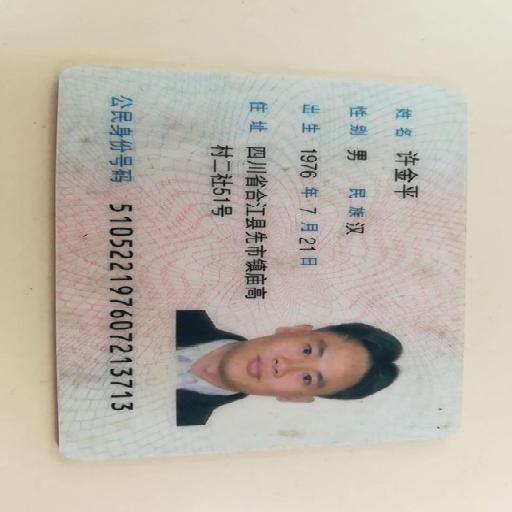 姓名 许金平
性别 男 民族 汉
出生 1976 年 7 月 21 日
住址 四川省合江县先市镇庙高
村二社51号
公民身份号码 510522197607213713